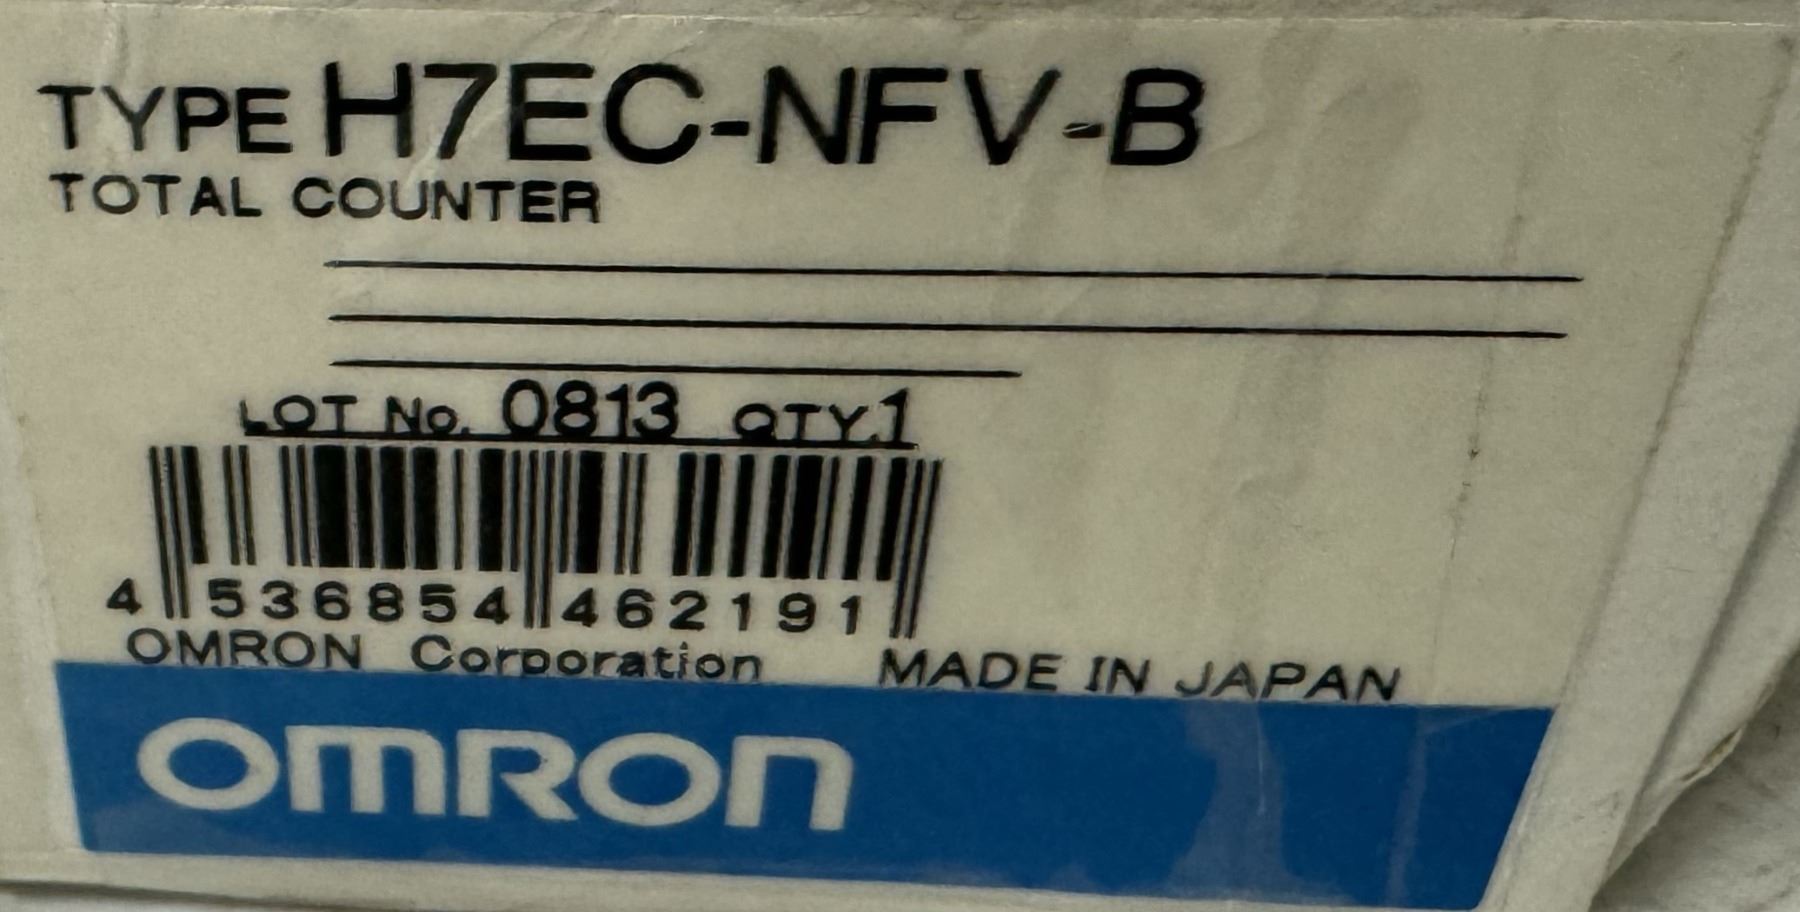 TYPE H7EC-NFV-B
TOTAL COUNTER
LOT No. 0813 QTY.1
4 536854 462191
OMRON Corporation MADE IN JAPAN
OMRON